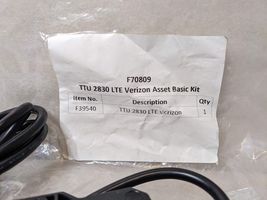 F70809
TTU 2830 LTE Verizon Asset Basic Kit
Item No. Description Qty
F39540 TTU 2830 LTE Verizon 1